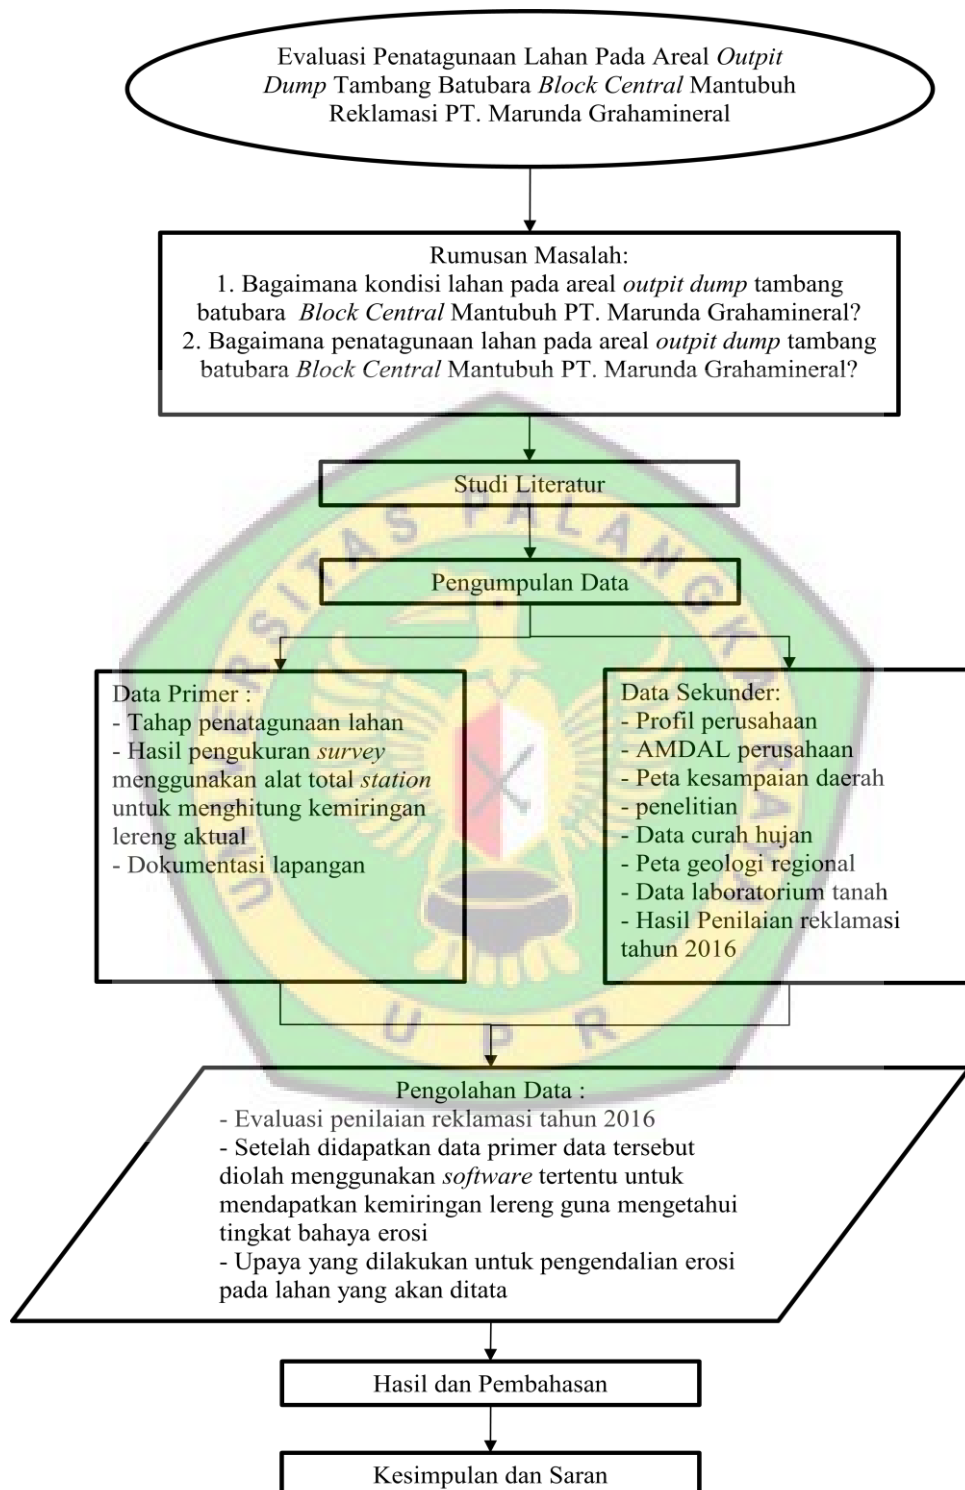 Evaluasi Penatagunaan Lahan Pada Areal Outpit
Dump Tambang Batubara Block Central Mantubuh
Reklamasi PT. Marunda Grahamineral
Rumusan Masalah:
1. Bagaimana kondisi lahan pada areal outpit dump tambang
batubara Block Central Mantubuh PT. Marunda Grahamineral?
2. Bagaimana penatagunaan lahan pada areal outpit dump tambang
batubara Block Central Mantubuh PT. Marunda Grahamineral?
Studi Literatur
Pengumpulan Data
Data Primer :
- Tahap penatagunaan lahan
- Hasil pengukuran survey
menggunakan alat total station
untuk menghitung kemiringan
lereng aktual
- Dokumentasi lapangan
Data Sekunder:
- Profil perusahaan
- AMDAL perusahaan
- Peta kesampaian daerah
- penelitian
- Data curah hujan
- Peta geologi regional
- Data laboratorium tanah
- Hasil Penilaian reklamasi
tahun 2016
Pengolahan Data :
- Evaluasi penilaian reklamasi tahun 2016
- Setelah didapatkan data primer data tersebut
diolah menggunakan software tertentu untuk
mendapatkan kemiringan lereng guna mengetahui
tingkat bahaya erosi
- Upaya yang dilakukan untuk pengendalian erosi
pada lahan yang akan ditata
Hasil dan Pembahasan
Kesimpulan dan Saran
UNIVERSITAS PALANGKA RAYA
UPR